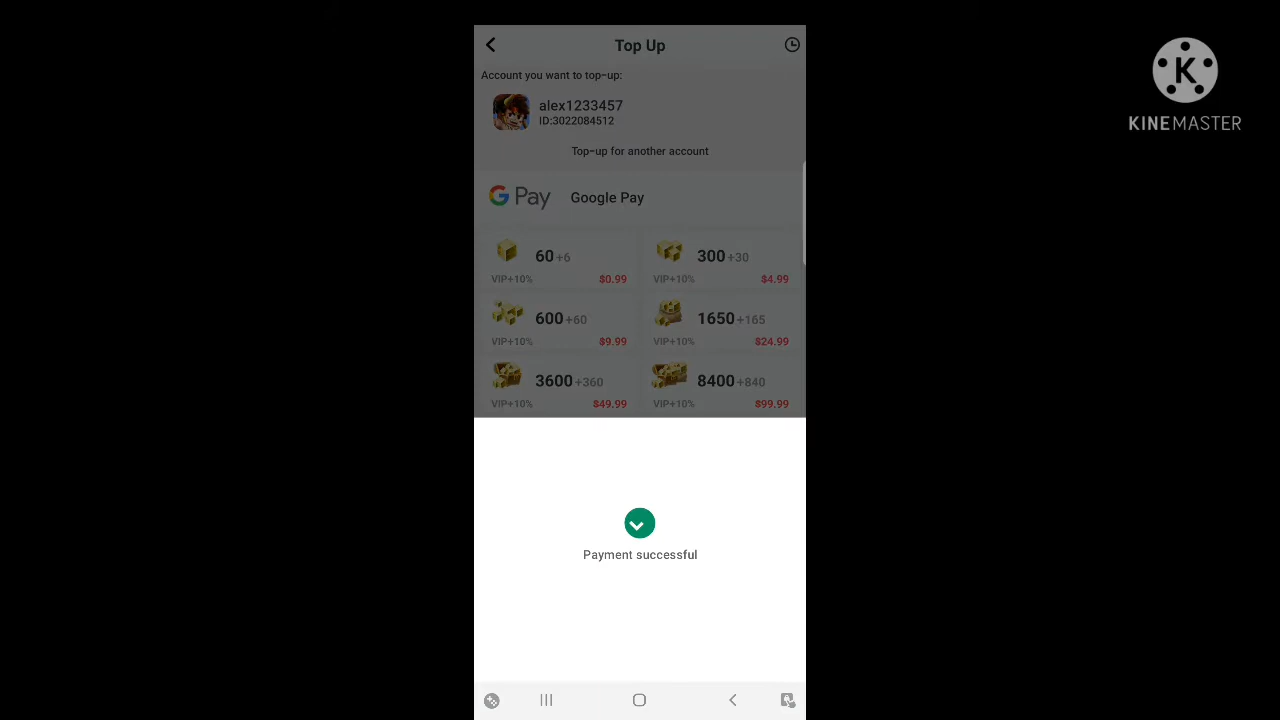 Top Up
Account you want to top-up:
alex1233457
ID:3022084512
Top-up for another account
G Pay Google Pay
60+6
VIP+10% $0.99
300+30
VIP+10% $4.99
600+60
VIP+10% $9.99
1650+165
VIP+10% $24.99
3600+360
VIP+10% $49.99
8400+840
VIP+10% $99.99
Payment successful
K
KINEMASTER